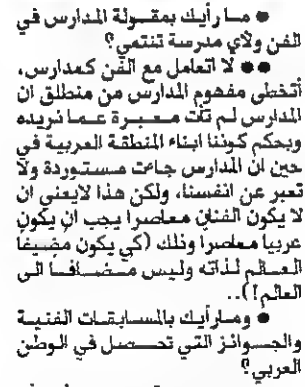 ● ما رأيك بمقولة المدارس في
الفن ولأي مدرسة تنتمي؟
●● لا اتعامل مع الفن كمدارس،
أتخطى مفهوم المدارس من منطلق ان
المدارس لم تأت معبرة عما نريده
وبحكم كوننا ابناء المنطقة العربية في
حين ان المدارس جاءت مستوردة ولا
تعبر عن انفسنا، ولكن هذا لايعني ان
لا يكون الفنان معاصرا يجب ان يكون
عربيا معاصرا وذلك (كي يكون مضيفا
العالم لذاته وليس مضافا الى
العالم!)..
● ومارأيك بالمسابقات الفنية
والجوائز التي تحصل في الوطن
العربي؟